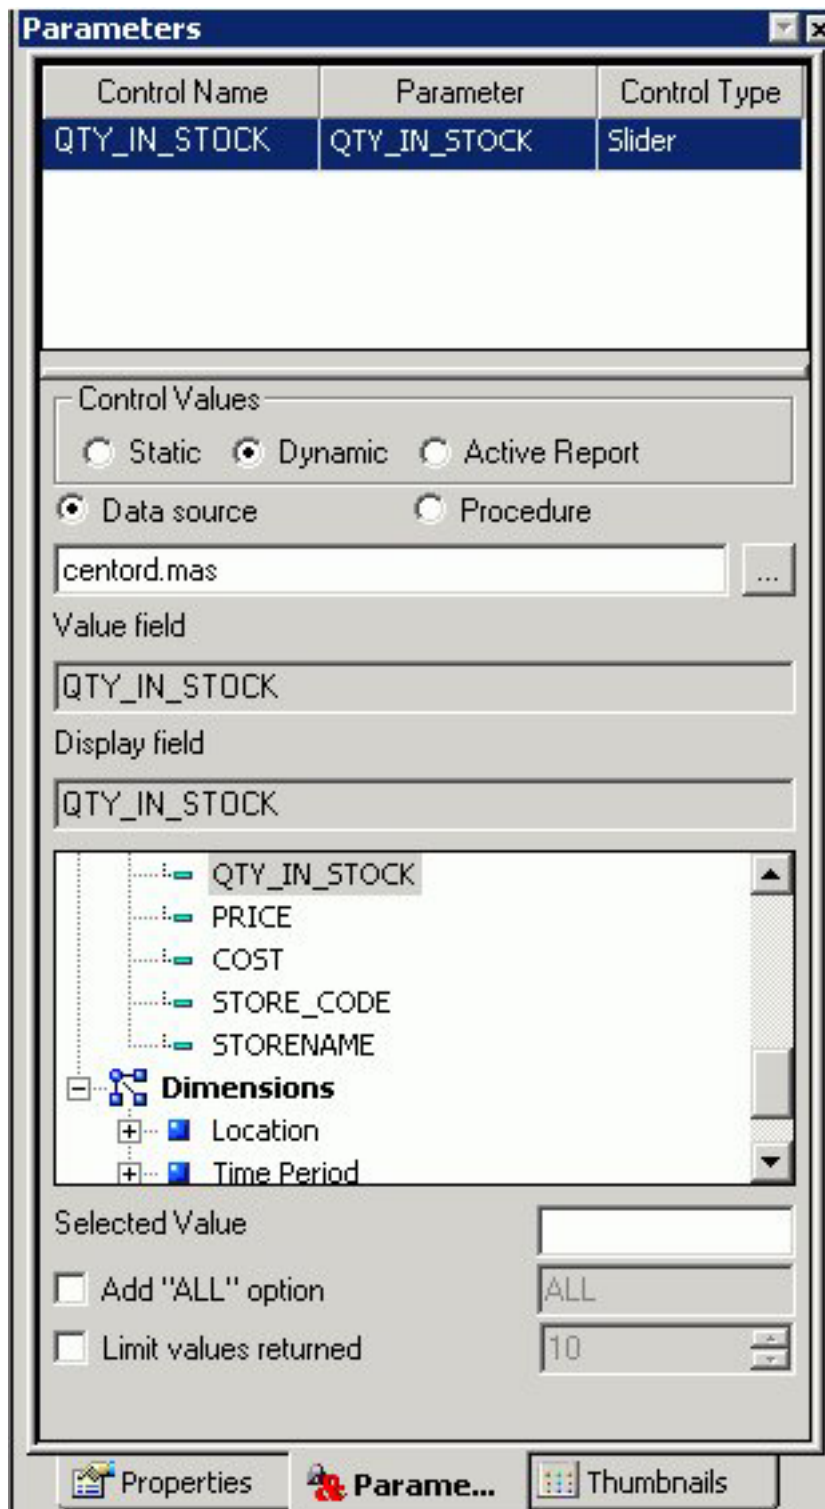 Parameters
Control Name Parameter Control Type
QTY_IN_STOCK QTY_IN_STOCK Slider
Control Values
Static Dynamic Active Report
Data source Procedure
centord.mas ...
Value field
QTY_IN_STOCK
Display field
QTY_IN_STOCK
QTY_IN_STOCK
PRICE
COST
STORE_CODE
STORENAME
Dimensions
Location
Time Period
Selected Value
Add "ALL" option ALL
Limit values returned 10
Properties Parame... Thumbnails